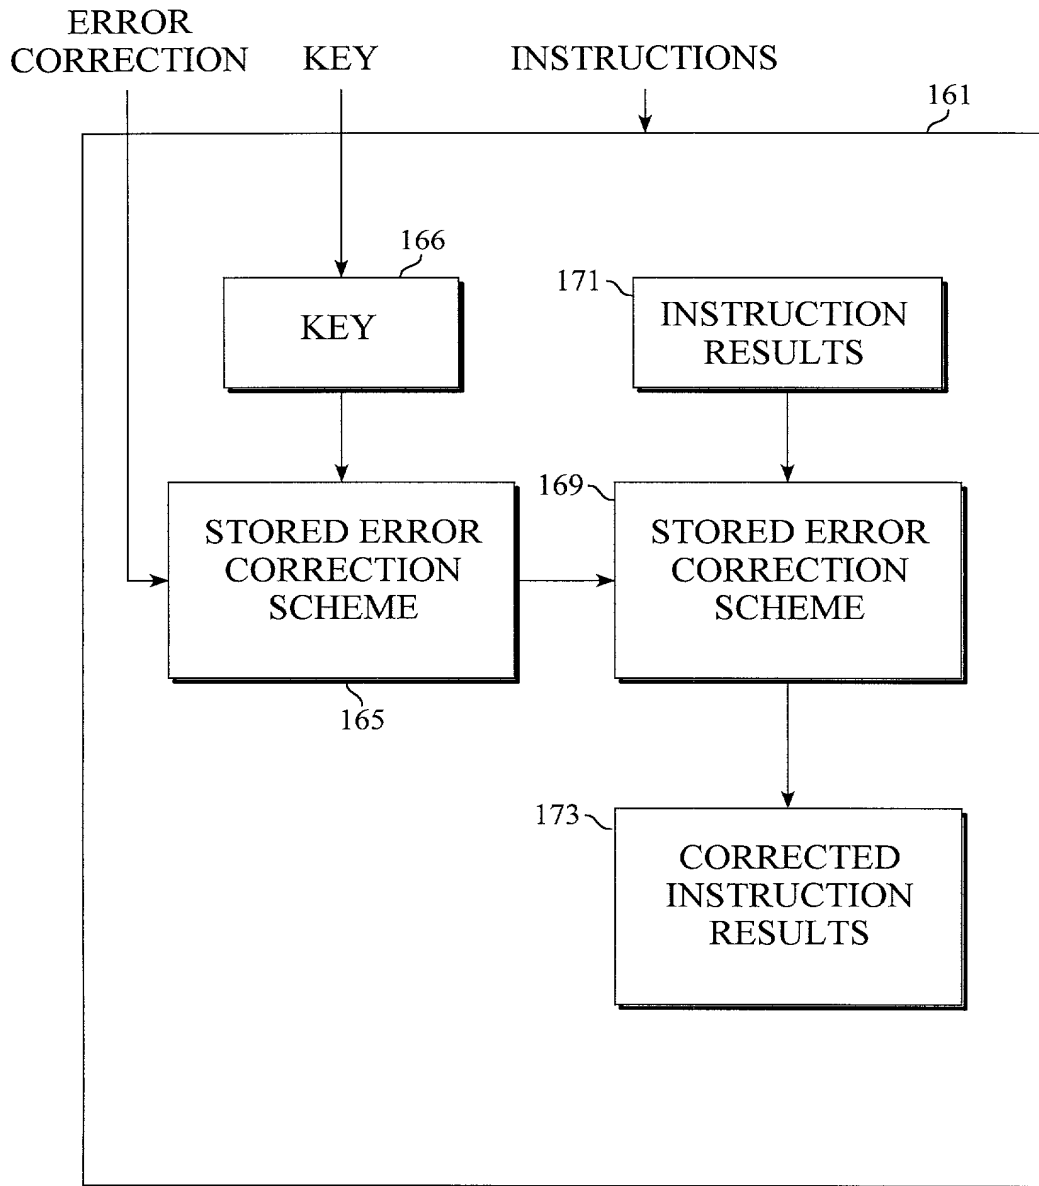 ERROR
CORRECTION
KEY
INSTRUCTIONS
161
166
KEY
171
INSTRUCTION
RESULTS
STORED ERROR
CORRECTION
SCHEME
165
169
STORED ERROR
CORRECTION
SCHEME
173
CORRECTED
INSTRUCTION
RESULTS